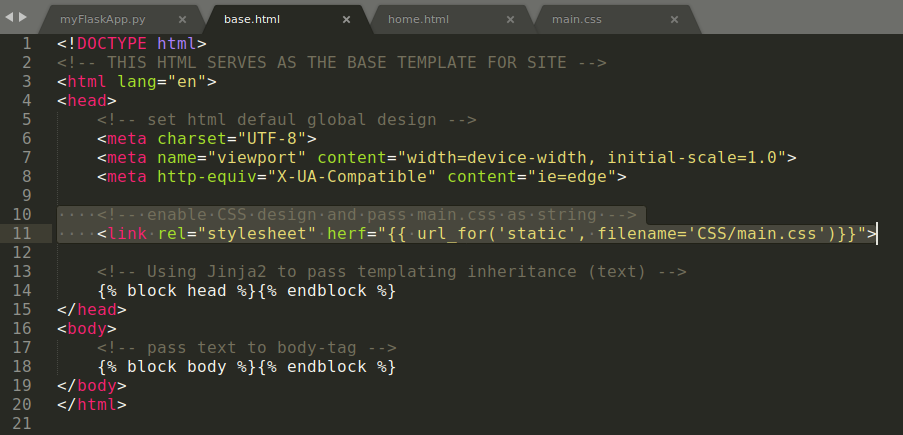 myFlaskApp.py × base.html × home.html × main.css ×
1 <!DOCTYPE html>
2 <!-- THIS HTML SERVES AS THE BASE TEMPLATE FOR SITE -->
3 <html lang="en">
4 <head>
5     <!-- set html defaul global design -->
6     <meta charset="UTF-8">
7     <meta name="viewport" content="width=device-width, initial-scale=1.0">
8     <meta http-equiv="X-UA-Compatible" content="ie=edge">
9
10     <!-- enable CSS design and pass main.css as string -->
11     <link rel="stylesheet" herf="{{ url_for('static', filename='CSS/main.css')}}">
12
13     <!-- Using Jinja2 to pass templating inheritance (text) -->
14     {% block head %}{% endblock %}
15 </head>
16 <body>
17     <!-- pass text to body-tag -->
18     {% block body %}{% endblock %}
19 </body>
20 </html>
21